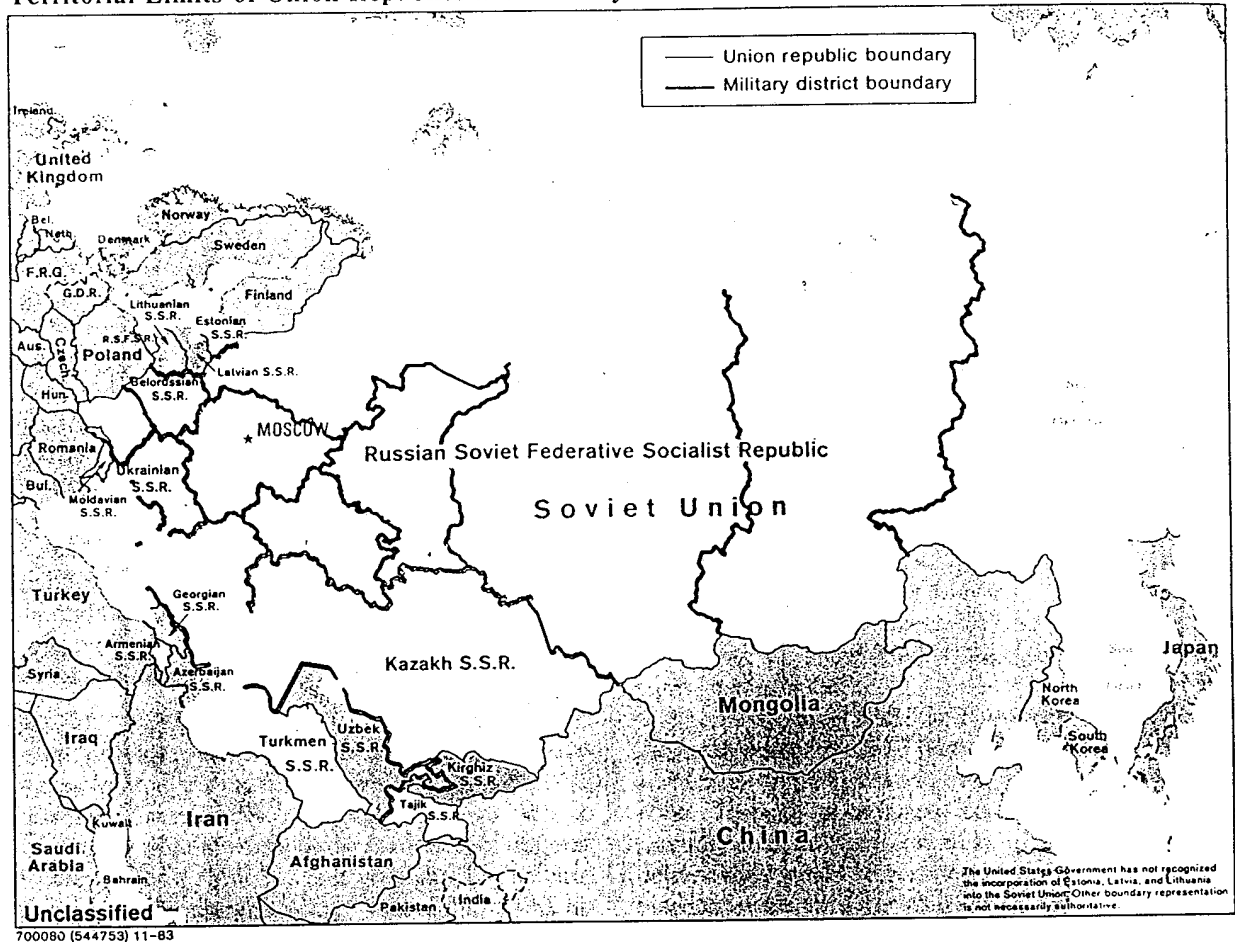 Territorial Limits of Union
Union republic boundary
Military district boundary
Ireland
United
Kingdom
Norway
Bel.
Neth.
Denmark
Sweden
F.R.G.
G.D.R.
Finland
Lithuanian
S.S.R.
Estonian
S.S.R.
R.S.F.S.R.
Aus.
Czech.
Poland
Latvian S.S.R.
Belorussian
S.S.R.
Hun.
MOSCOW
Romania
Russian Soviet Federative Socialist Republic
Ukrainian
S.S.R.
Bul.
Moldavian
S.S.R.
Soviet Union
Turkey
Georgian
S.S.R.
Armenian
S.S.R.
Kazakh S.S.R.
Japan
Syria
Azerbaijan
S.S.R.
North
Korea
Mongolia
Iraq
Uzbek
S.S.R.
Turkmen
S.S.R.
South
Korea
Kirghiz
S.S.R.
Tajik
S.S.R.
Kuwait
Iran
China
Saudi
Arabia
Afghanistan
Bahrain
The United States Government has not recognized
the incorporation of Estonia, Latvia, and Lithuania
into the Soviet Union. Other boundary representation
is not necessarily authoritative.
India
Pakistan
Unclassified
700080 (544753) 11-83